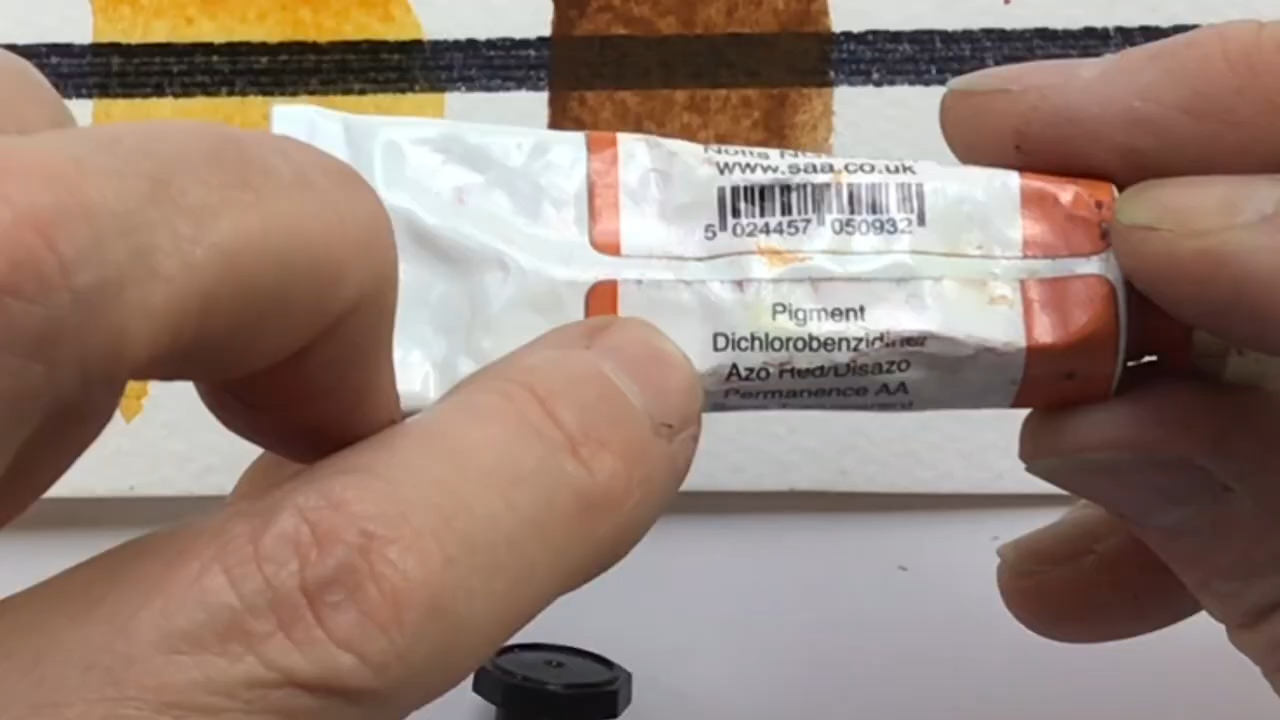 www.saa.co.uk
5 024457 050932
Pigment
Dichlorobenzidine/
Azo Red/Disazo
Permanence AA